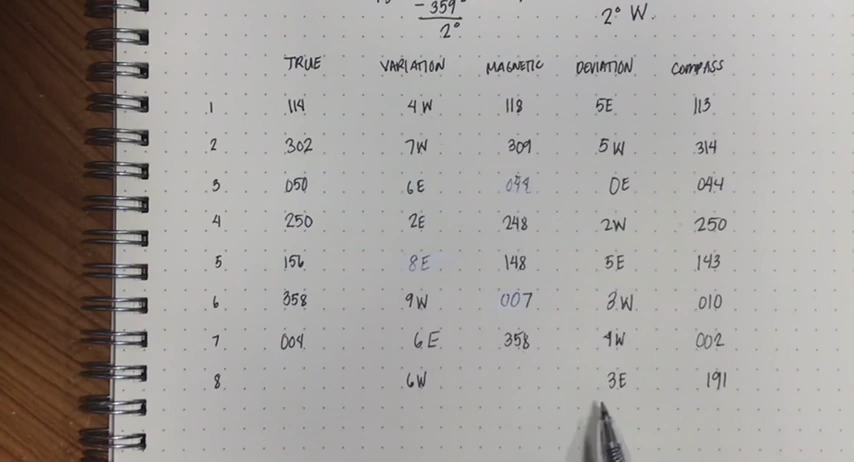 - 359°
2°
2° W.
TRUE VARIATION MAGNETIC DEVIATION COMPASS
1 114 4 W 118 5E 113
2 302 7W 309 5 W 314
3 050 6E 044 0E 044
4 250 2E 248 2W 250
5 156 8E 148 5E 143
6 358 9W 007 3 W 010
7 004 6 E 358 4W 002
8 6W 3E 191